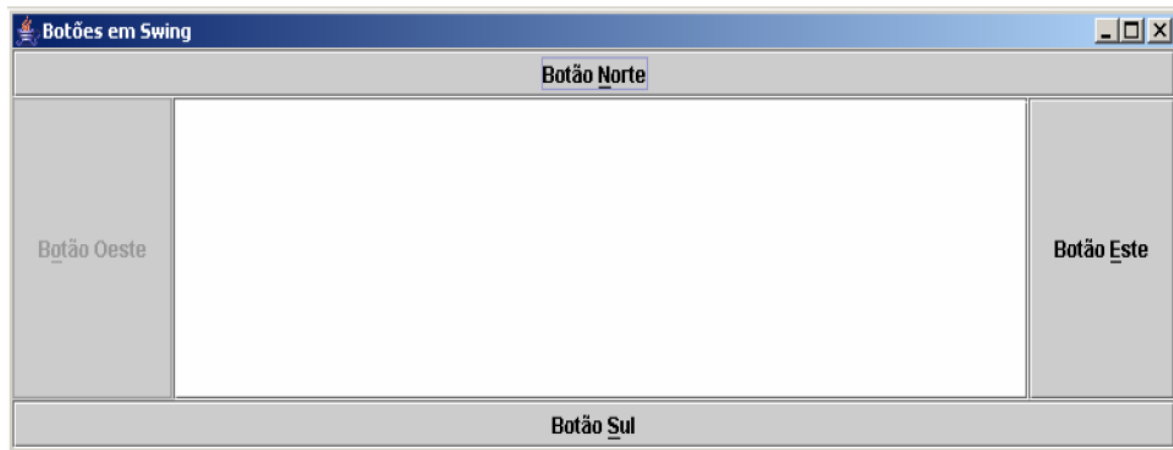 Botões em Swing
Botão Norte
Botão Oeste
Botão Este
Botão Sul